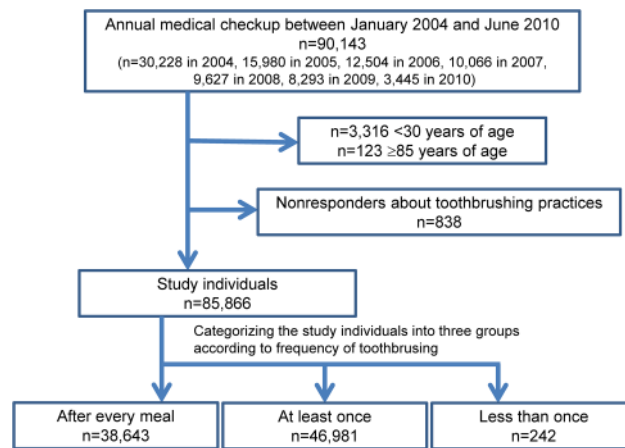 Annual medical checkup between January 2004 and June 2010
n=90,143
(n=30,228 in 2004, 15,980 in 2005, 12,504 in 2006, 10,066 in 2007,
9,627 in 2008, 8,293 in 2009, 3,445 in 2010)
n=3,316 <30 years of age
n=123 ≥85 years of age
Nonresponders about toothbrushing practices
n=838
Study individuals
n=85,866
Categorizing the study individuals into three groups
according to frequency of toothbrusing
After every meal
n=38,643
At least once
n=46,981
Less than once
n=242